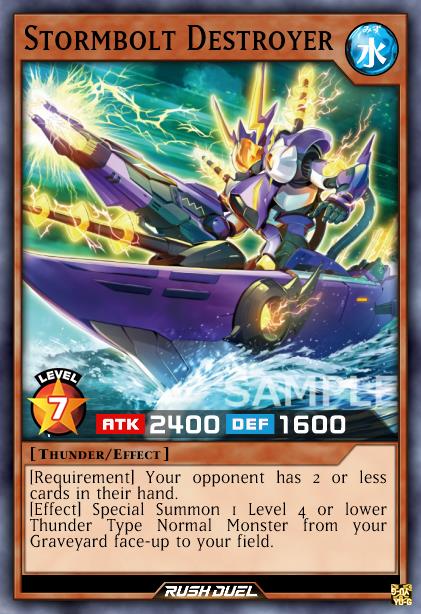 Stormbolt Destroyer
みず
水
SAMPLE
LEVEL
7
ATK 2400 DEF 1600
[Thunder/Effect]
[Requirement] Your opponent has 2 or less
cards in their hand.
[Effect] Special Summon 1 Level 4 or lower
Thunder Type Normal Monster from your
Graveyard face-up to your field.
RUSH DUEL